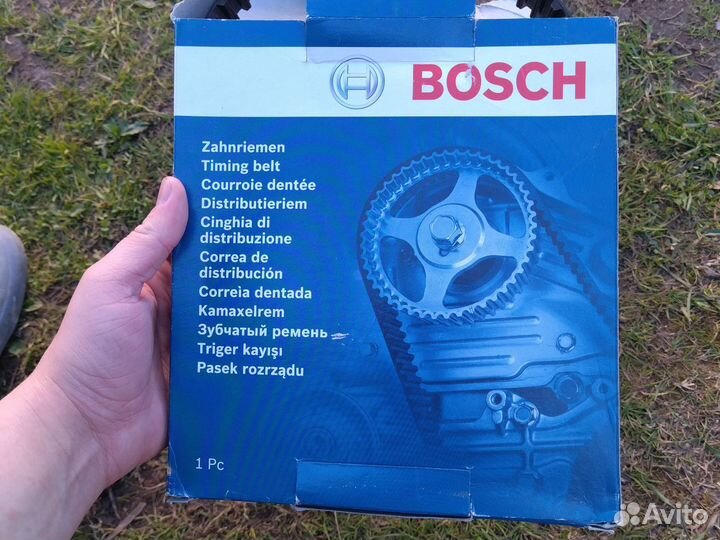 BOSCH
Zahnriemen
Timing belt
Courroie dentée
Distributieriem
Cinghia di
distribuzione
Correa de
distribución
Correia dentada
Kamaxelrem
Зубчатый ремень
Triger kayışı
Pasek rozrządu
1 Pc
Avito